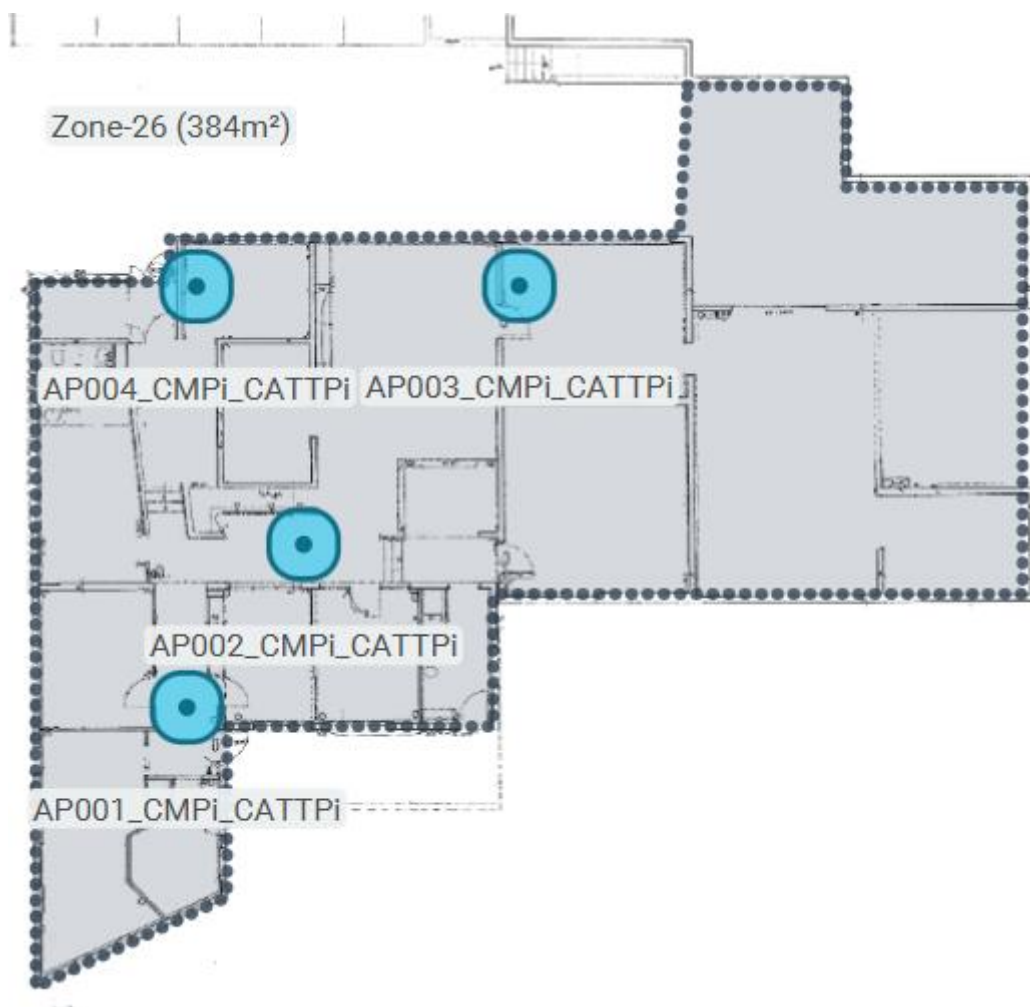 Zone-26 (384m²)
AP004_CMPi_CATTPi
AP003_CMPi_CATTPi
AP002_CMPi_CATTPi
AP001_CMPi_CATTPi